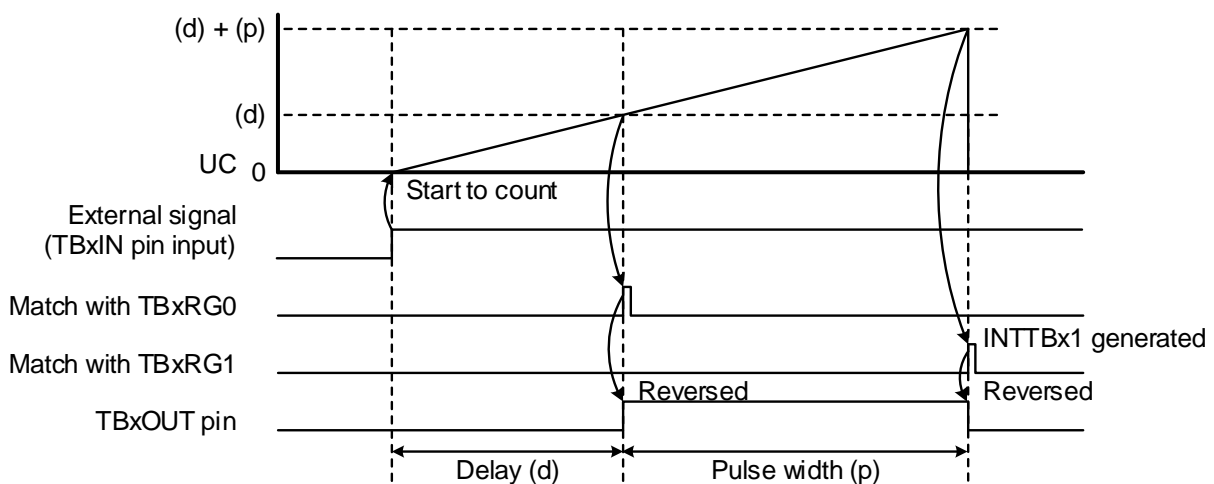 (d) + (p)
(d)
UC 0
Start to count
External signal
(TBxIN pin input)
Match with TBxRG0
INTTBx1 generated
Match with TBxRG1
Reversed
Reversed
TBxOUT pin
Delay (d)
Pulse width (p)